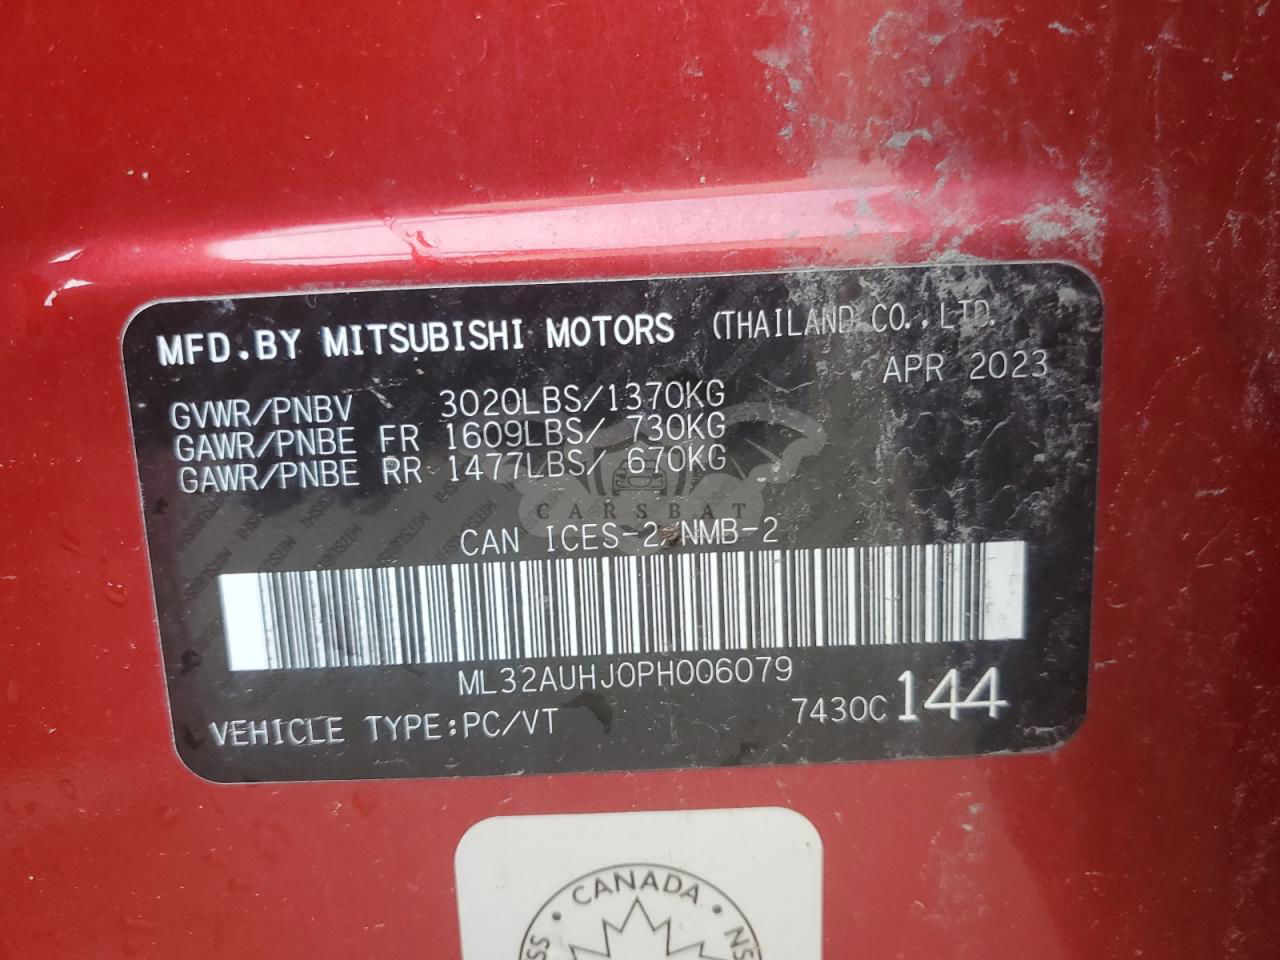 MFD.BY MITSUBISHI MOTORS (THAILAND CO.,LTD.
APR 2023
GVWR/PNBV 3020LBS/1370KG
GAWR/PNBE FR 1609LBS/ 730KG
GAWR/PNBE RR 1477LBS/ 670KG
CARSBAT
CAN ICES-2/NMB-2
ML32AUHJ0PH006079
7430C 144
VEHICLE TYPE:PC/VT
• CANADA •